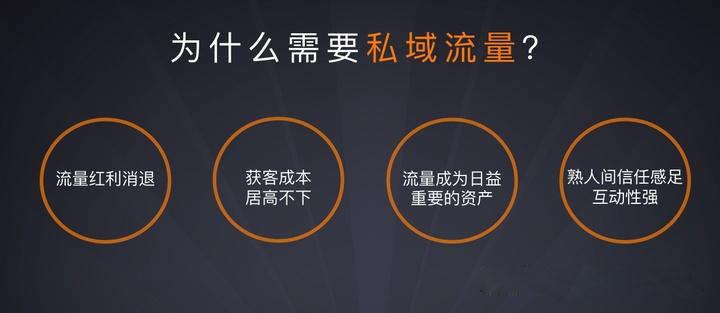 为什么需要私域流量?
流量红利消退
获客成本
居高不下
流量成为日益
重要的资产
熟人间信任感足
互动性强